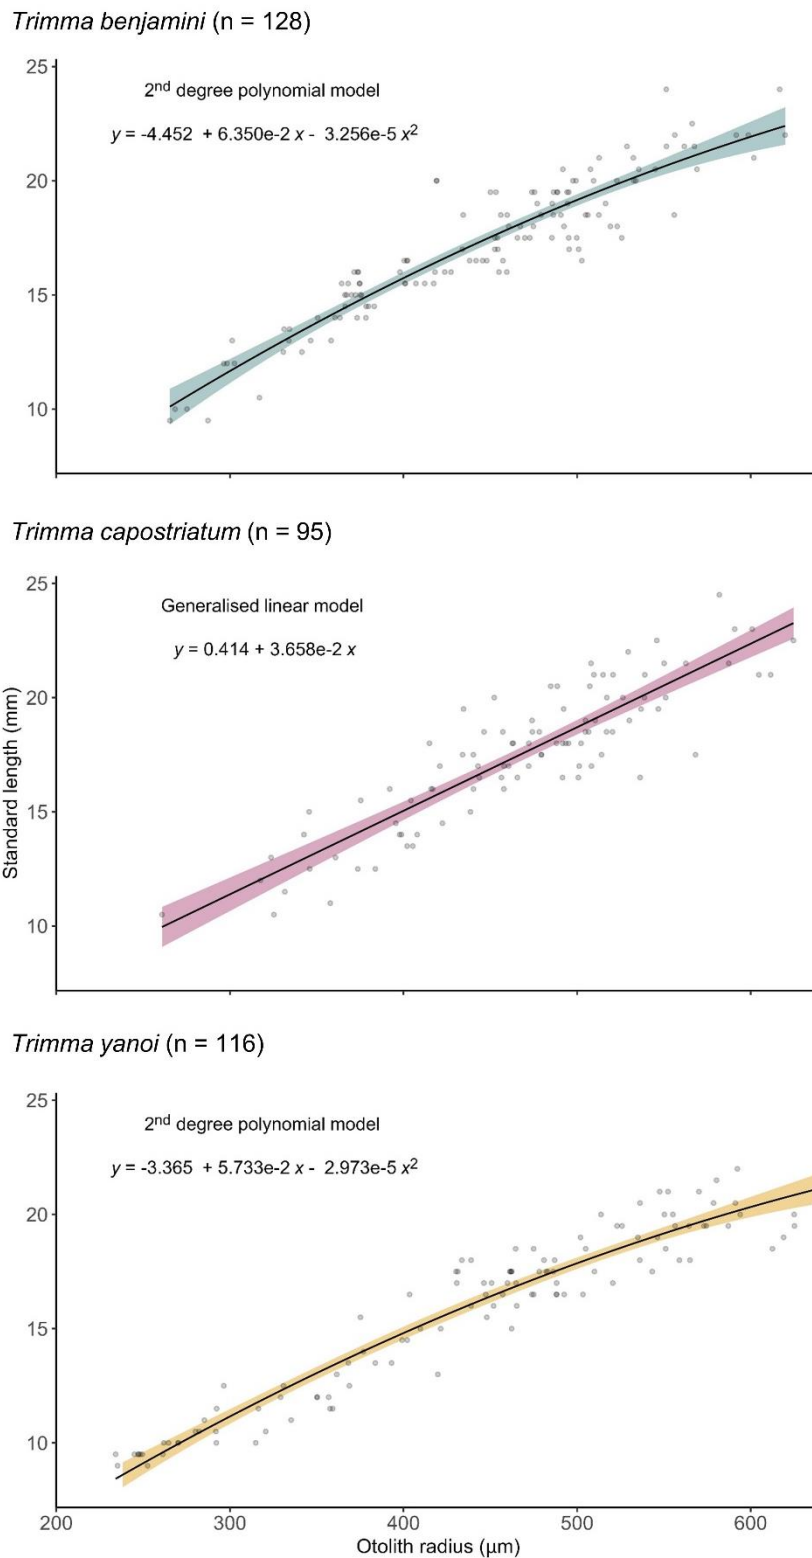 Trimma benjamini (n = 128)
25
2nd degree polynomial model
y = -4.452 + 6.350e-2 x - 3.256e-5 x2
20
15
10
Trimma capostriatum (n = 95)
25
Generalised linear model
y = 0.414 + 3.658e-2 x
20
Standard length (mm)
15
10
Trimma yanoi (n = 116)
25
2nd degree polynomial model
y = -3.365 + 5.733e-2 x - 2.973e-5 x2
20
15
10
200 300 400 500 600
Otolith radius (µm)